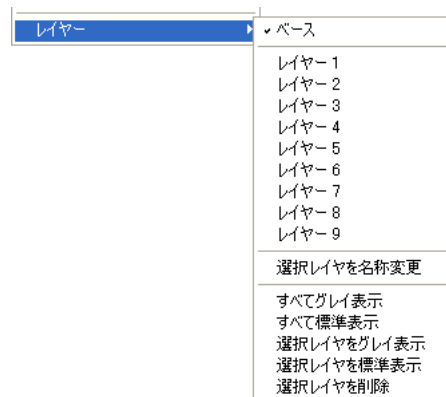 レイヤー
ベース
レイヤー 1
レイヤー 2
レイヤー 3
レイヤー 4
レイヤー 5
レイヤー 6
レイヤー 7
レイヤー 8
レイヤー 9
選択レイヤを名称変更
すべてグレイ表示
すべて標準表示
選択レイヤをグレイ表示
選択レイヤを標準表示
選択レイヤを削除